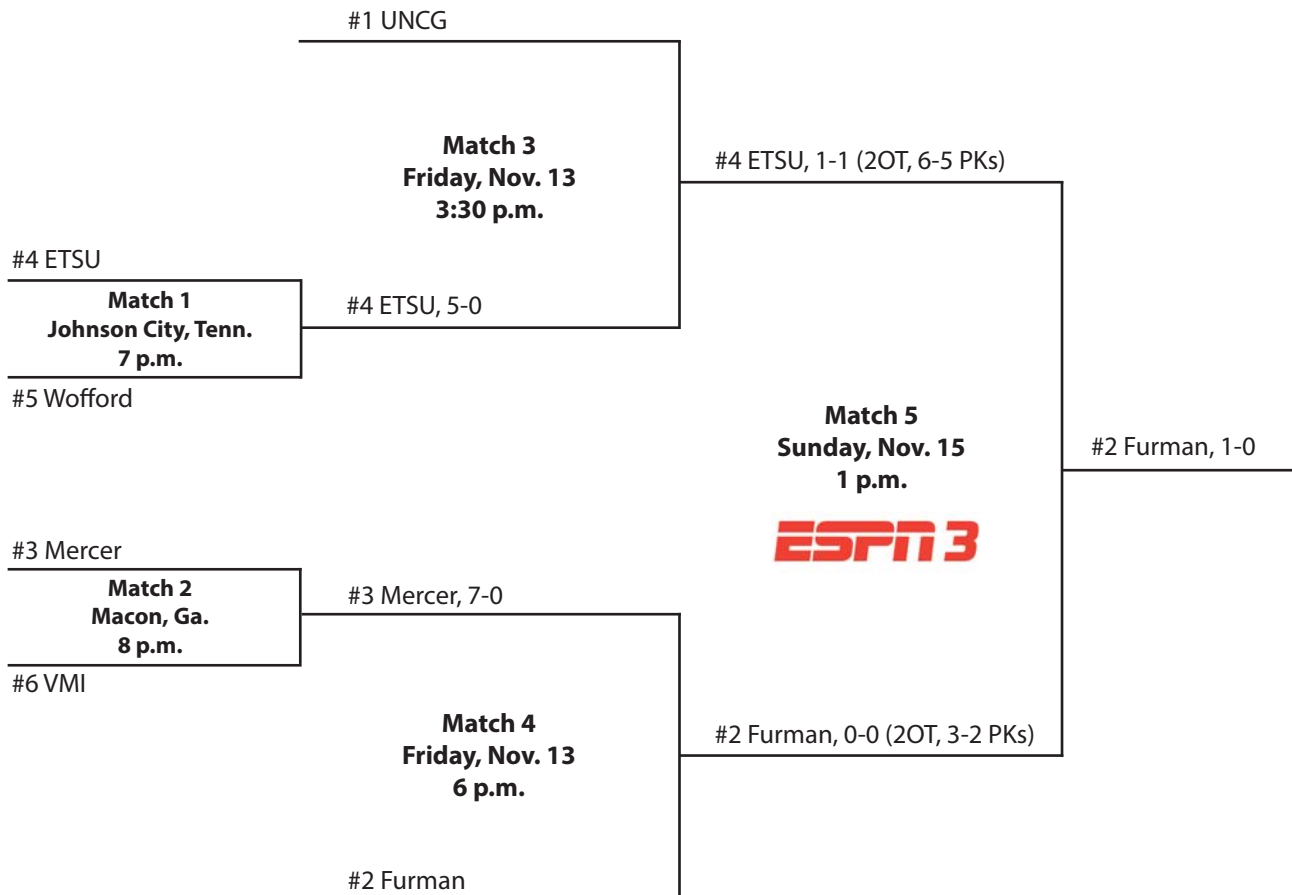 #1 UNCG
Match 3
Friday, Nov. 13
3:30 p.m.
#4 ETSU, 1-1 (2OT, 6-5 PKs)
#4 ETSU
Match 1
Johnson City, Tenn.
7 p.m.
#4 ETSU, 5-0
#5 Wofford
Match 5
Sunday, Nov. 15
1 p.m.
ESPN 3
#2 Furman, 1-0
#3 Mercer
Match 2
Macon, Ga.
8 p.m.
#3 Mercer, 7-0
#6 VMI
Match 4
Friday, Nov. 13
6 p.m.
#2 Furman, 0-0 (2OT, 3-2 PKs)
#2 Furman